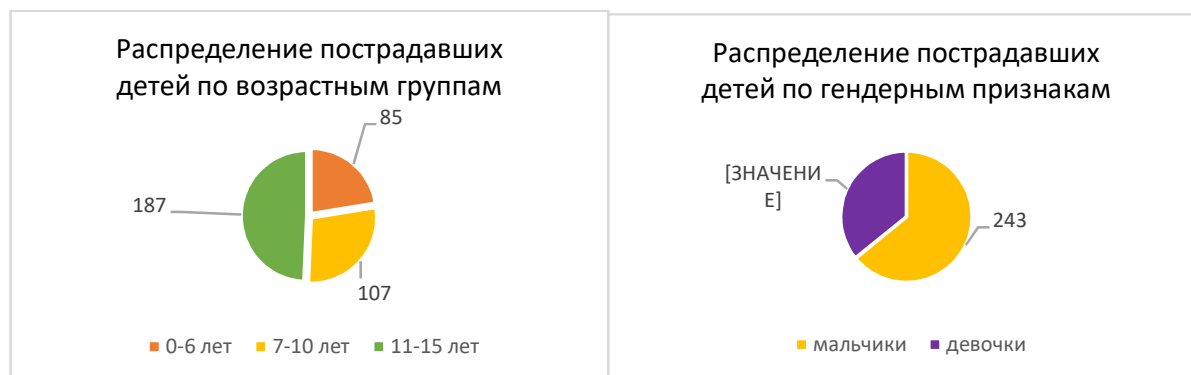 Распределение пострадавших
детей по возрастным группам
85
187
107
0-6 лет 7-10 лет 11-15 лет
Распределение пострадавших
детей по гендерным признакам
[ЗНАЧЕНИ
Е]
243
мальчики девочки